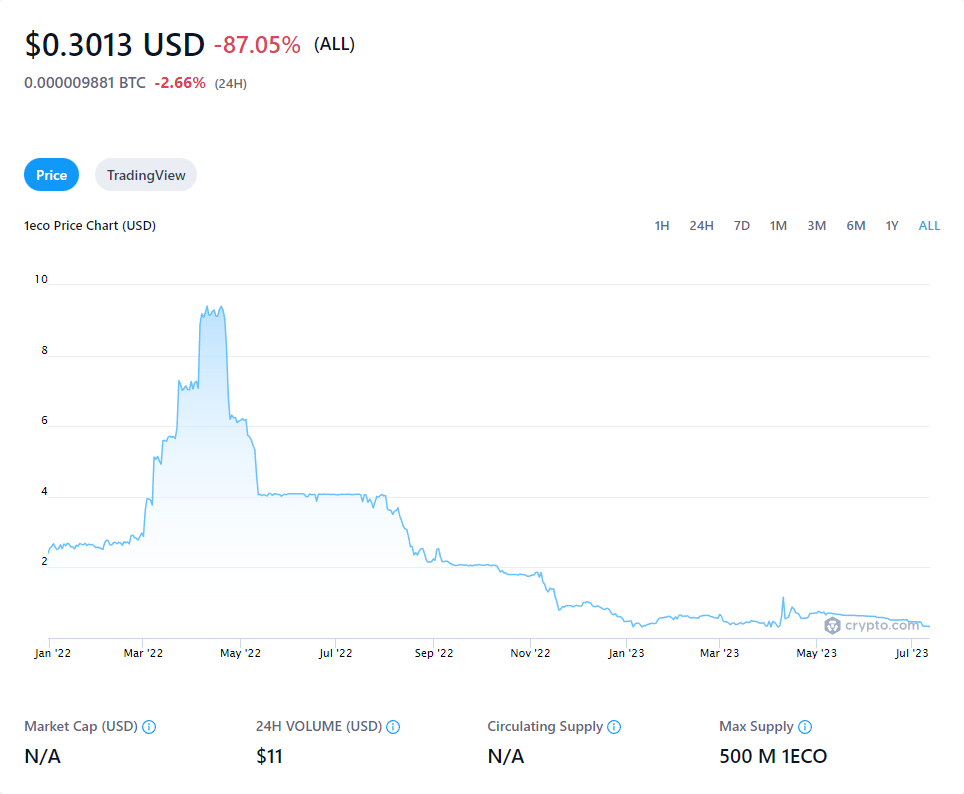 $0.3013 USD -87.05% (ALL)
0.000009881 BTC -2.66% (24H)
Price TradingView
1eco Price Chart (USD) 1H 24H 7D 1M 3M 6M 1Y ALL
10
8
6
4
2
crypto.com
Jan '22 Mar '22 May '22 Jul '22 Sep '22 Nov '22 Jan '23 Mar '23 May '23 Jul '23
Market Cap (USD) 24H VOLUME (USD) Circulating Supply Max Supply
N/A $11 N/A 500 M 1ECO